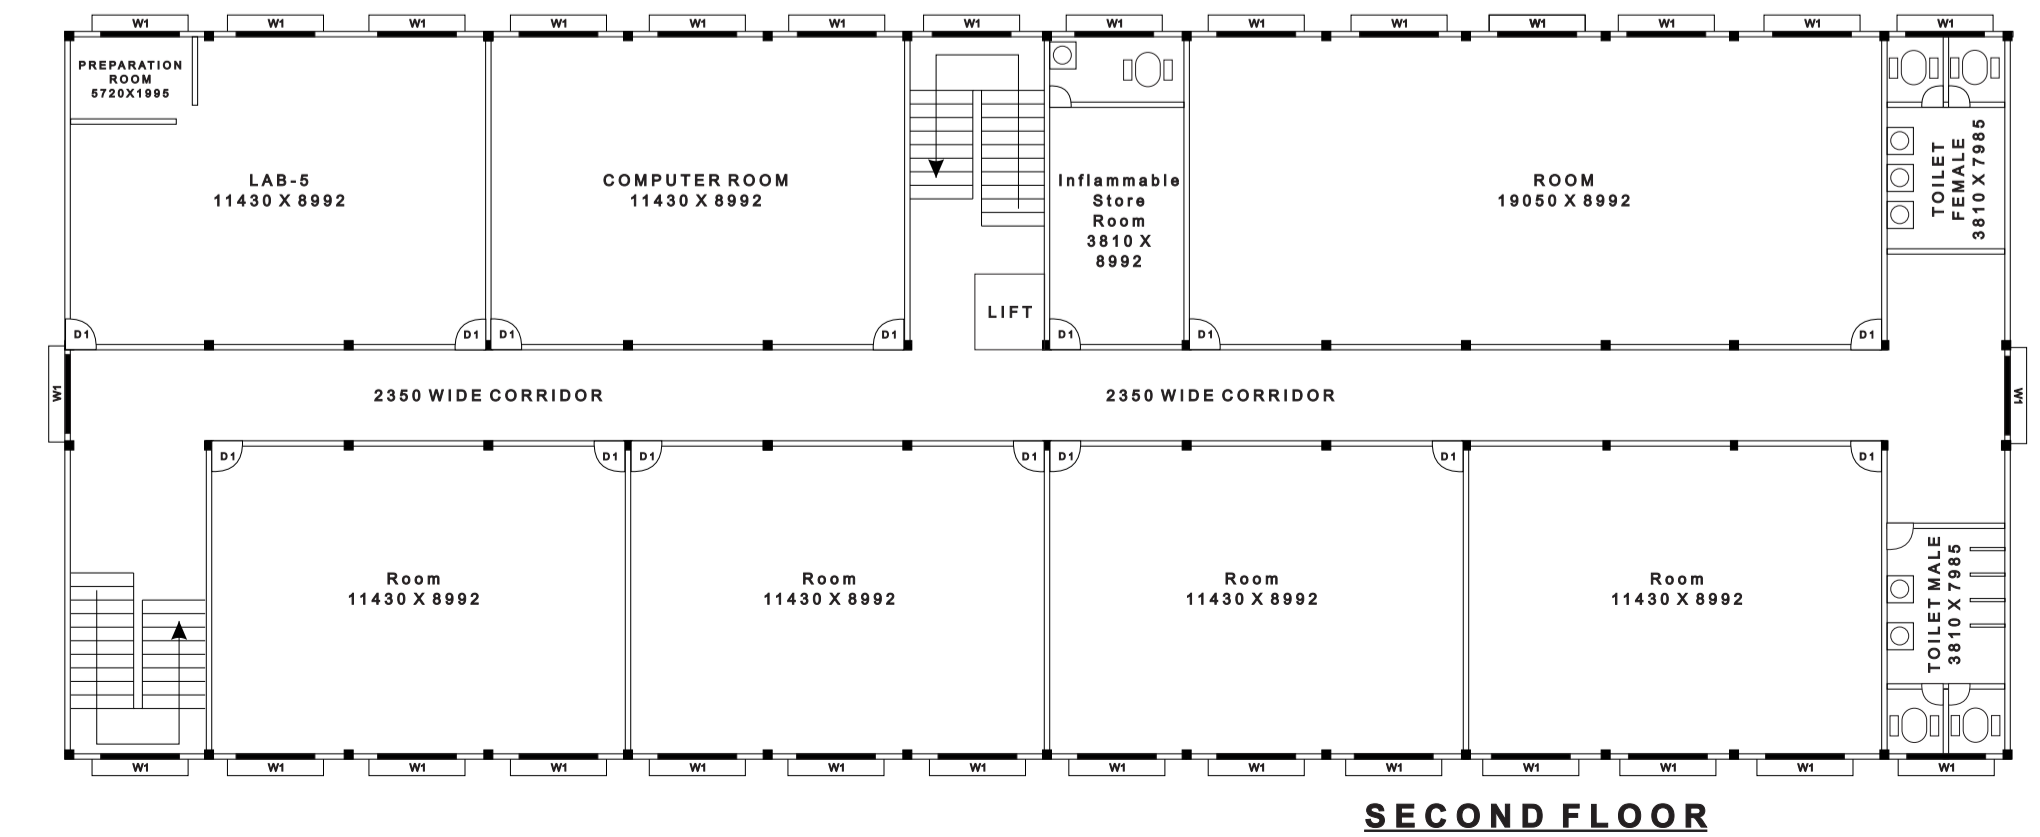 W1
W1
W1
W1
W1
W1
W1
W1
W1
W1
W1
W1
W1
W1
PREPARATION
ROOM
5720X1995
LAB-5
11430 X 8992
COMPUTER ROOM
11430 X 8992
Inflammable
Store
Room
3810 X
8992
ROOM
19050 X 8992
TOILET
FEMALE
3810 X 7985
LIFT
D1
D1
D1
D1
D1
D1
D1
W1
2350 WIDE CORRIDOR
2350 WIDE CORRIDOR
W1
D1
D1
D1
D1
D1
D1
D1
Room
11430 X 8992
Room
11430 X 8992
Room
11430 X 8992
Room
11430 X 8992
TOILET MALE
3810 X 7985
W1
W1
W1
W1
W1
W1
W1
W1
W1
W1
W1
W1
W1
W1
SECOND FLOOR